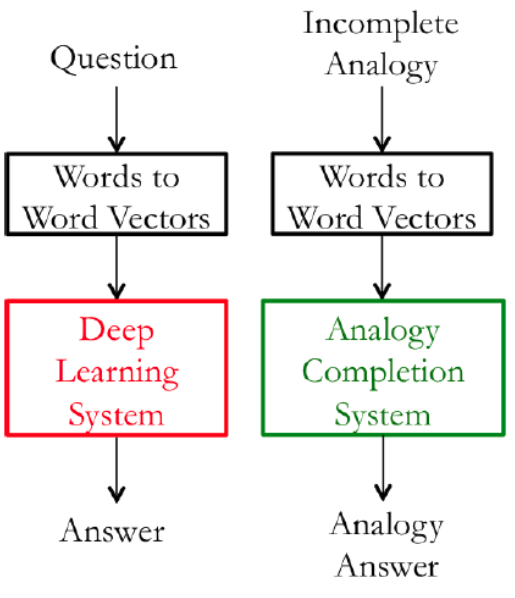 Question
Words to
Word Vectors
Deep
Learning
System
Answer
Incomplete
Analogy
Words to
Word Vectors
Analogy
Completion
System
Analogy
Answer